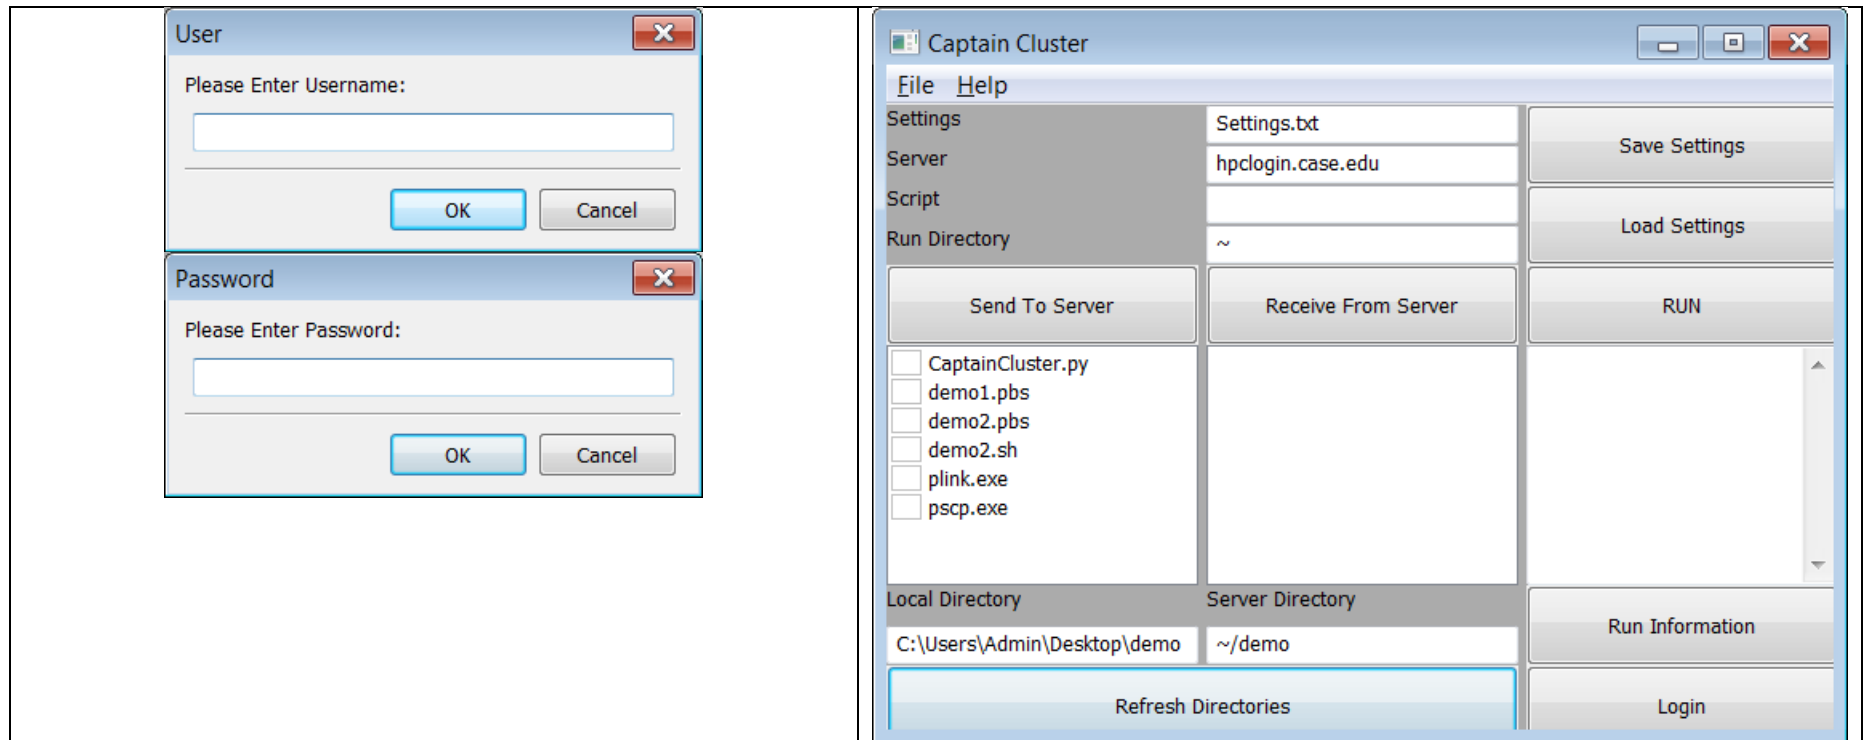 User
Please Enter Username:
OK
Cancel
Password
Please Enter Password:
OK
Cancel
Captain Cluster
File Help
Settings
Settings.txt
Save Settings
Server
hpclogin.case.edu
Script
Load Settings
Run Directory
~
Send To Server
Receive From Server
RUN
CaptainCluster.py
demo1.pbs
demo2.pbs
demo2.sh
plink.exe
pscp.exe
Local Directory
Server Directory
Run Information
C:\Users\Admin\Desktop\demo
~/demo
Refresh Directories
Login